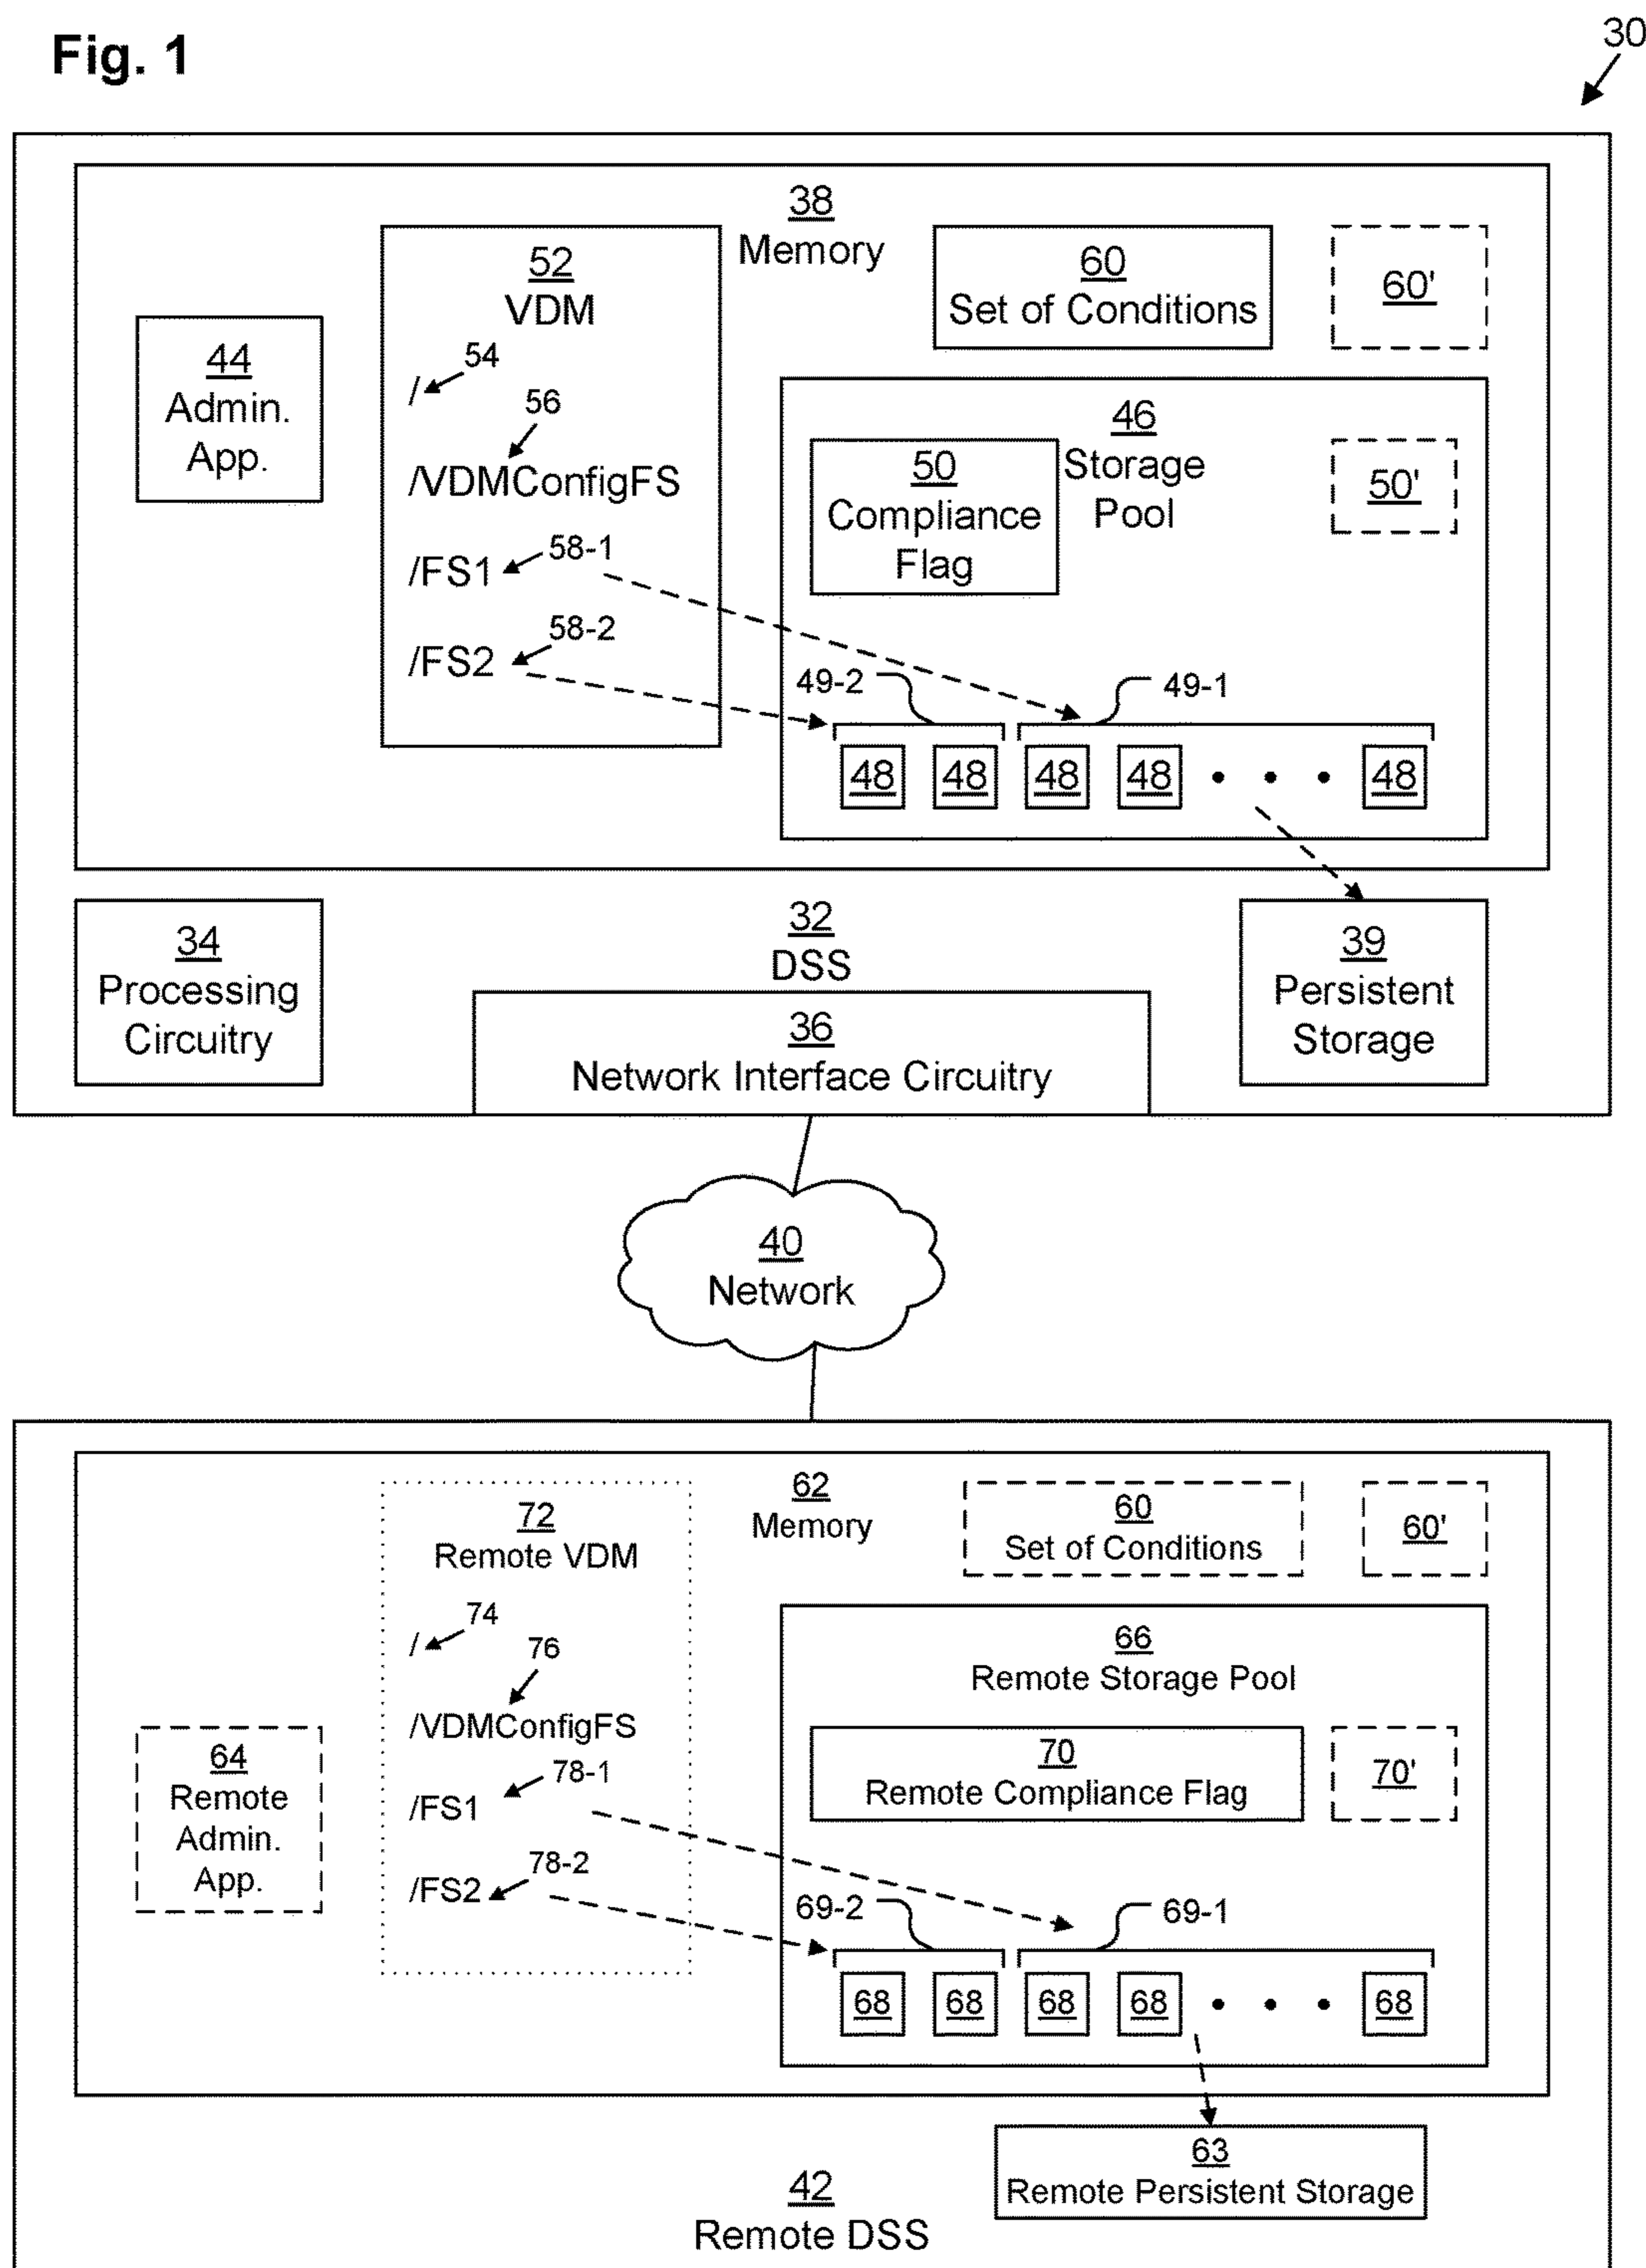 Fig. 1
30
38
Memory
52
VDM
54
/
56
/VDMConfigFS
58-1
/FS1
58-2
/FS2
44
Admin.
App.
60
Set of Conditions
60'
46
Storage
Pool
50
Compliance
Flag
50'
49-2
49-1
48 48 48 48 48
34
Processing
Circuitry
32
DSS
36
Network Interface Circuitry
39
Persistent
Storage
40
Network
62
Memory
72
Remote VDM
74
/
76
/VDMConfigFS
78-1
/FS1
78-2
/FS2
64
Remote
Admin.
App.
60
Set of Conditions
60'
66
Remote Storage Pool
70
Remote Compliance Flag
70'
69-2
69-1
68 68 68 68 68
63
Remote Persistent Storage
42
Remote DSS